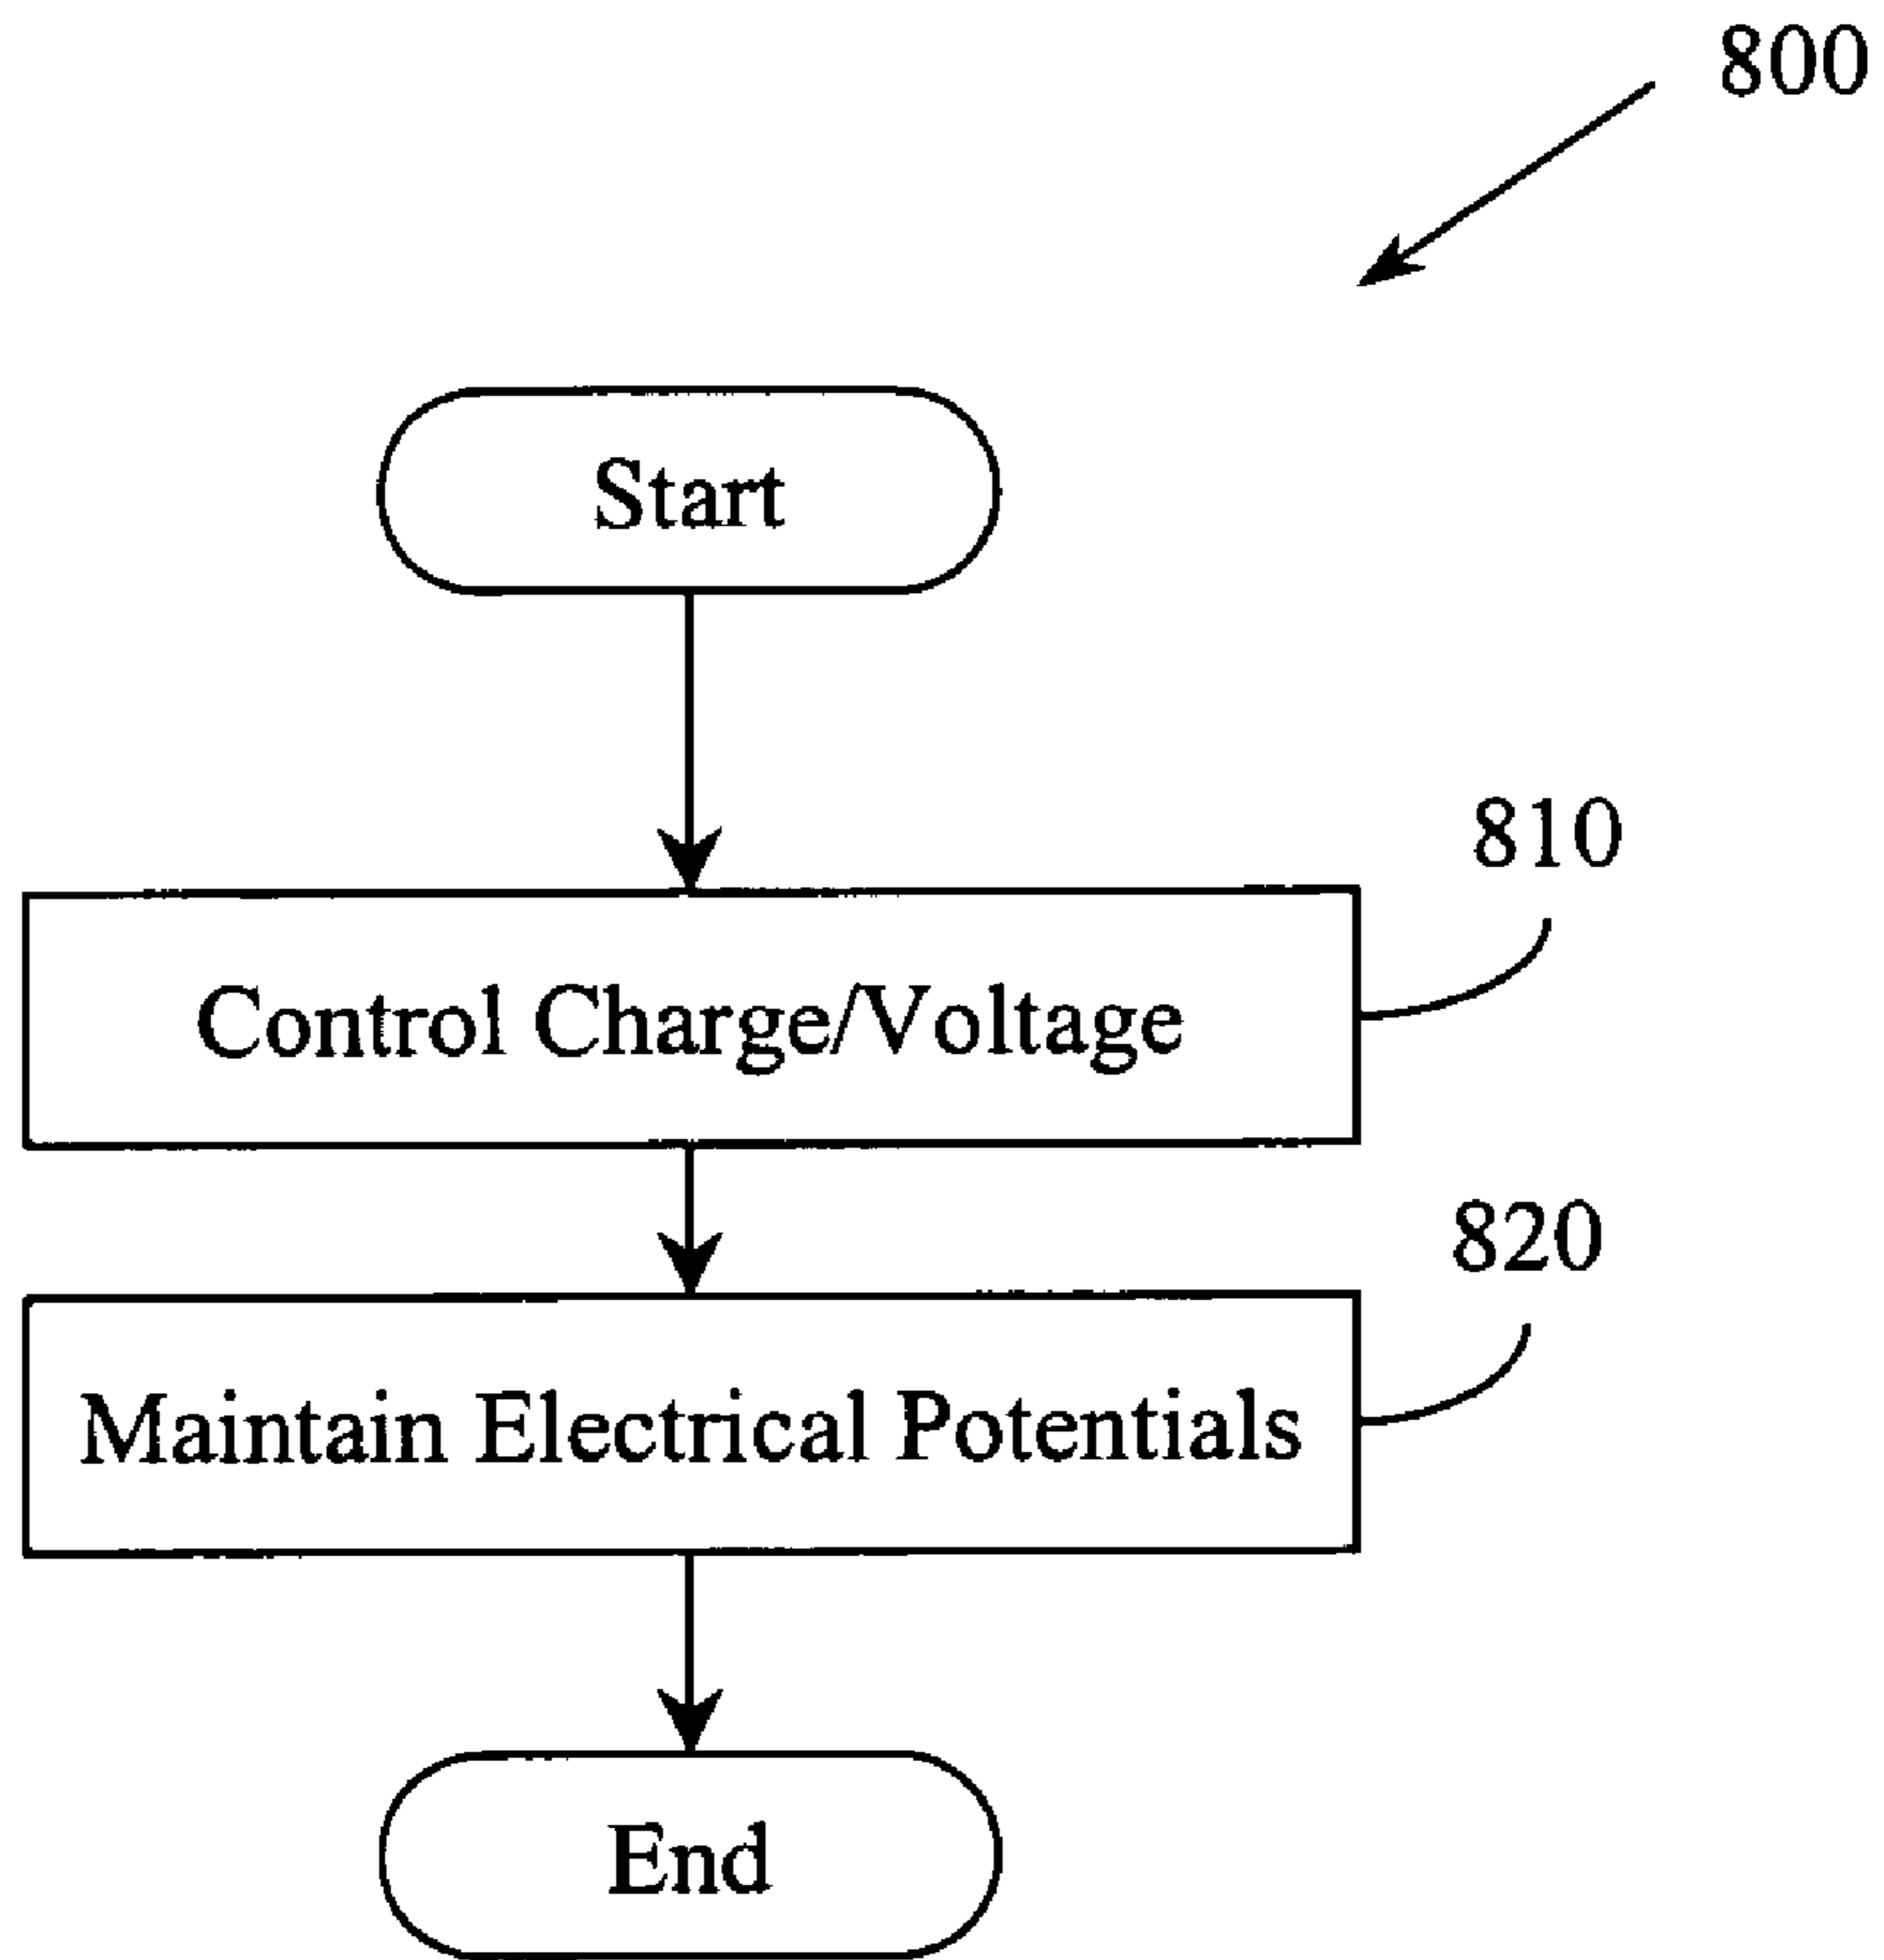 800
Start
810
Control Charge/Voltage
820
Maintain Electrical Potentials
End